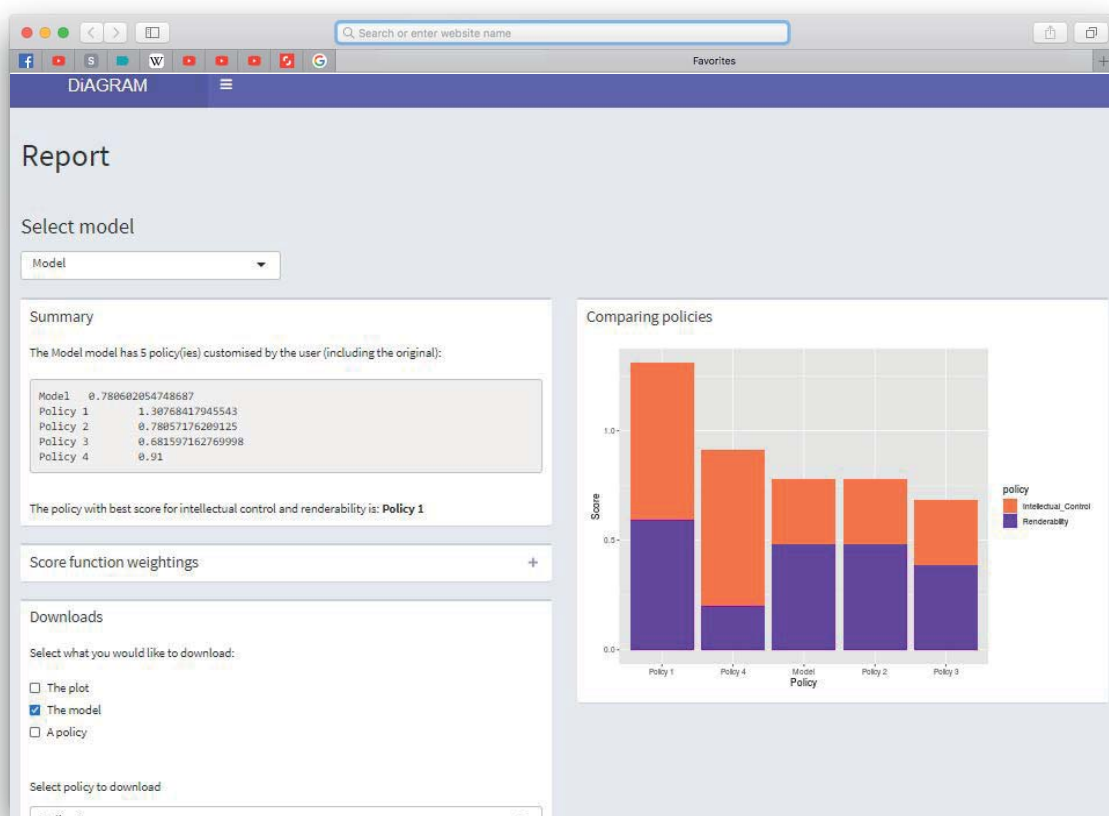 Search or enter website name
Favorites
DiAGRAM
Report
Select model
Model
Summary
The Model model has 5 policy(ies) customised by the user (including the original):
Model 0.780602054748687
Policy 1 1.30768417945543
Policy 2 0.78057176209125
Policy 3 0.681597162769998
Policy 4 0.91
The policy with best score for intellectual control and renderability is: Policy 1
Score function weightings
Downloads
Select what you would like to download:
The plot
The model
A policy
Select policy to download
Comparing policies
1.0
0.5
0.0
Score
Policy 1 Policy 4 Model Policy 2 Policy 3
Policy
policy
Intellectual_Control
Renderability